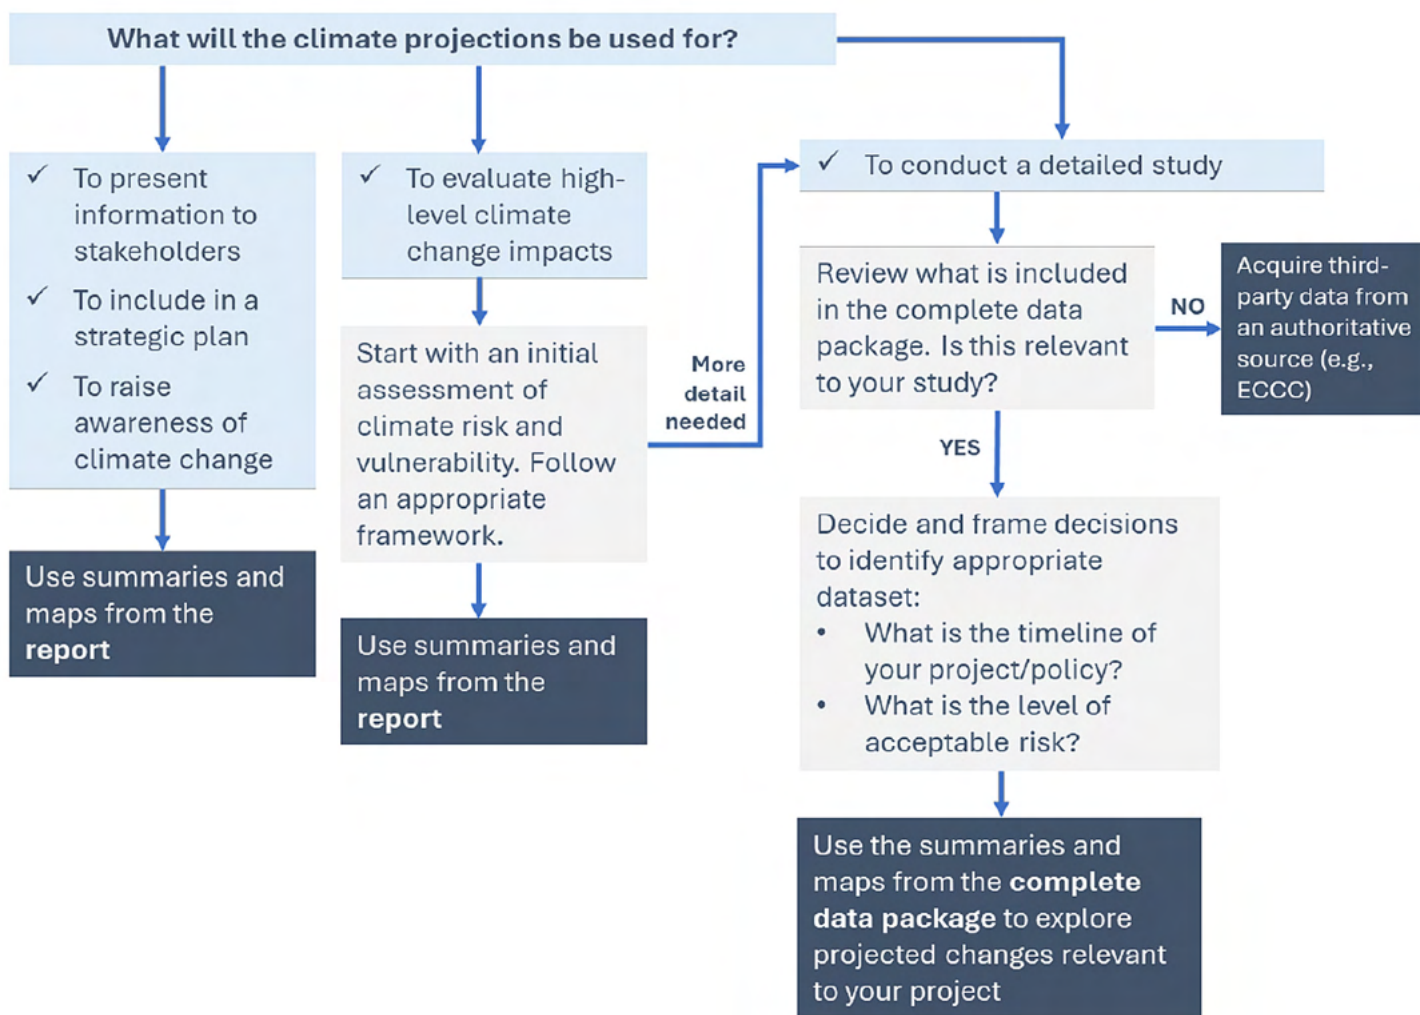 What will the climate projections be used for?
✓ To present
information to
stakeholders
✓ To include in a
strategic plan
✓ To raise
awareness of
climate change
Use summaries and
maps from the
report
✓ To evaluate high-
level climate
change impacts
Start with an initial
assessment of
climate risk and
vulnerability. Follow
an appropriate
framework.
Use summaries and
maps from the
report
More
detail
needed
✓ To conduct a detailed study
Review what is included
in the complete data
package. Is this relevant
to your study?
NO
Acquire third-
party data from
an authoritative
source (e.g.,
ECCC)
YES
Decide and frame decisions
to identify appropriate
dataset:
• What is the timeline of
your project/policy?
• What is the level of
acceptable risk?
Use the summaries and
maps from the complete
data package to explore
projected changes relevant
to your project